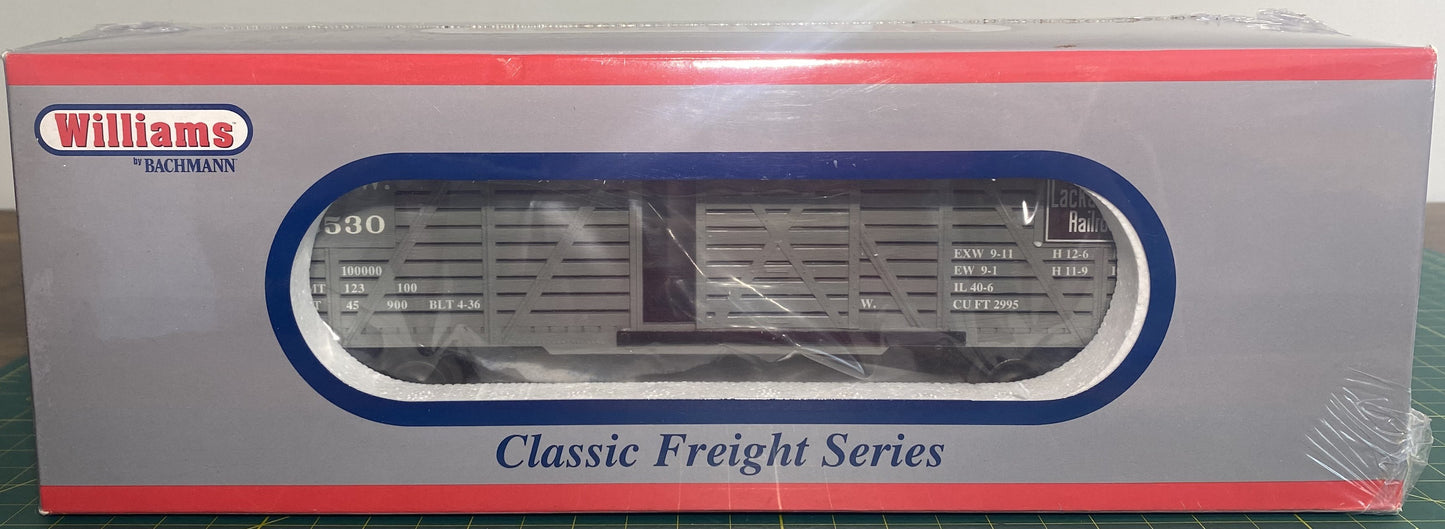 Williams
by BACHMANN
W.
530
100000
MT 123 100
T 45 900 BLT 4-36
W.
EXW 9-11 H 12-6
EW 9-1 H 11-9
IL 40-6
CU FT 2995
Classic Freight Series